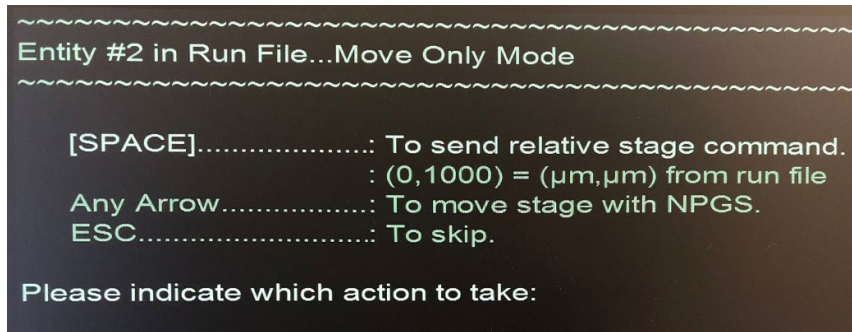 ~~~~~~~~~~~~~~~~~~~~~~~~~~~~~~~~~~~~~~~~~~~~~
Entity #2 in Run File...Move Only Mode
~~~~~~~~~~~~~~~~~~~~~~~~~~~~~~~~~~~~~~~~~~~~~
[SPACE]....................: To send relative stage command.
: (0,1000) = (µm,µm) from run file
Any Arrow.................: To move stage with NPGS.
ESC...........................: To skip.
Please indicate which action to take: